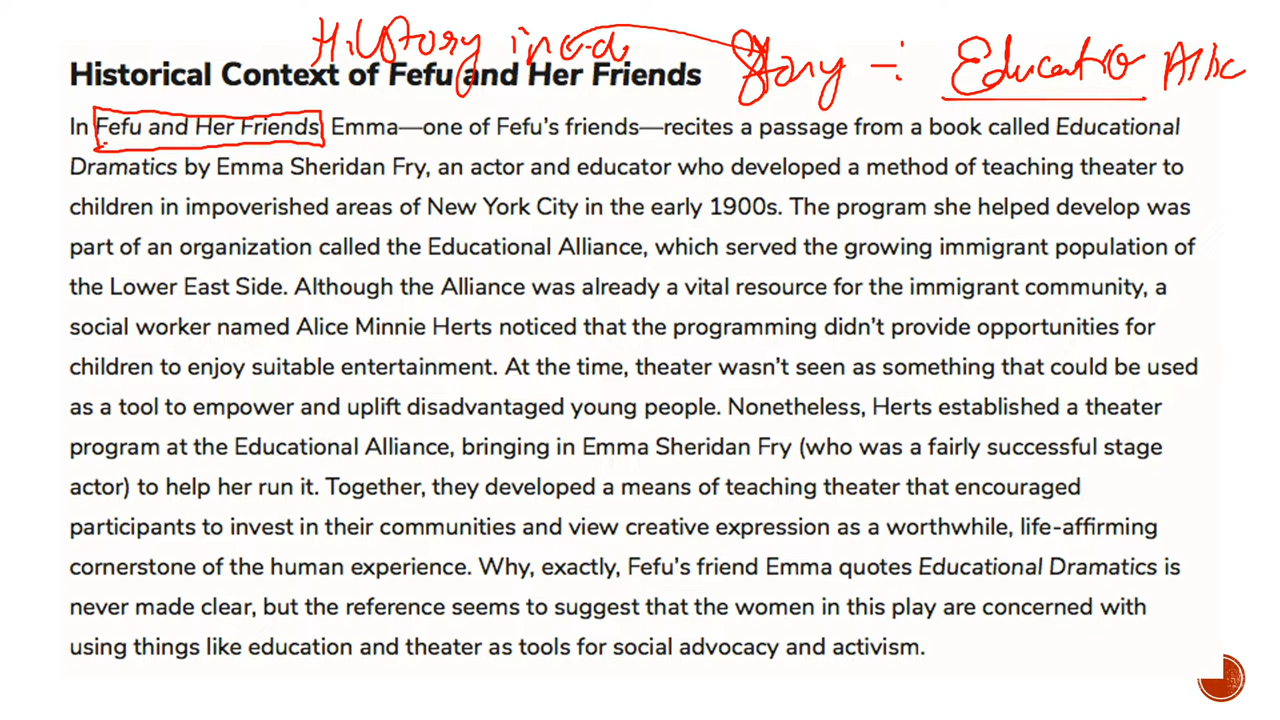 History inside Story :- Educatio Allic
Historical Context of Fefu and Her Friends
In Fefu and Her Friends, Emma—one of Fefu's friends—recites a passage from a book called Educational
Dramatics by Emma Sheridan Fry, an actor and educator who developed a method of teaching theater to
children in impoverished areas of New York City in the early 1900s. The program she helped develop was
part of an organization called the Educational Alliance, which served the growing immigrant population of
the Lower East Side. Although the Alliance was already a vital resource for the immigrant community, a
social worker named Alice Minnie Herts noticed that the programming didn't provide opportunities for
children to enjoy suitable entertainment. At the time, theater wasn't seen as something that could be used
as a tool to empower and uplift disadvantaged young people. Nonetheless, Herts established a theater
program at the Educational Alliance, bringing in Emma Sheridan Fry (who was a fairly successful stage
actor) to help her run it. Together, they developed a means of teaching theater that encouraged
participants to invest in their communities and view creative expression as a worthwhile, life-affirming
cornerstone of the human experience. Why, exactly, Fefu's friend Emma quotes Educational Dramatics is
never made clear, but the reference seems to suggest that the women in this play are concerned with
using things like education and theater as tools for social advocacy and activism.